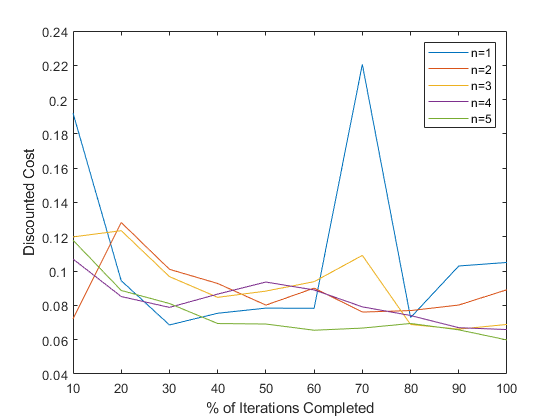 0.24
0.22
0.2
0.18
0.16
0.14
0.12
0.1
0.08
0.06
0.04
Discounted Cost
n=1
n=2
n=3
n=4
n=5
10 20 30 40 50 60 70 80 90 100
% of Iterations Completed